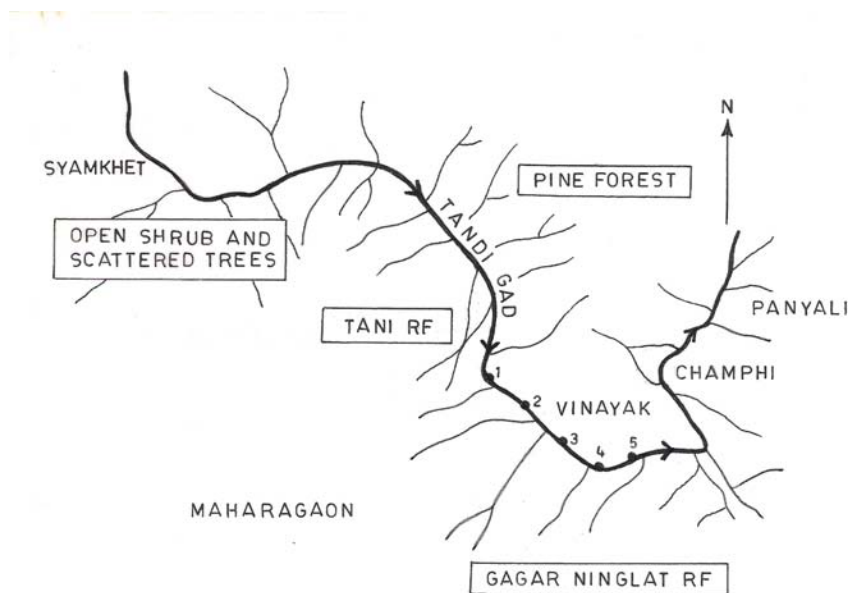 N
SYAMKHET
PINE FOREST
OPEN SHRUB AND
SCATTERED TREES
TANDI GAD
TANI RF
PANYALI
CHAMPHI
1
2
VINAYAK
3
4
5
MAHARAGAON
GAGAR NINGLAT RF